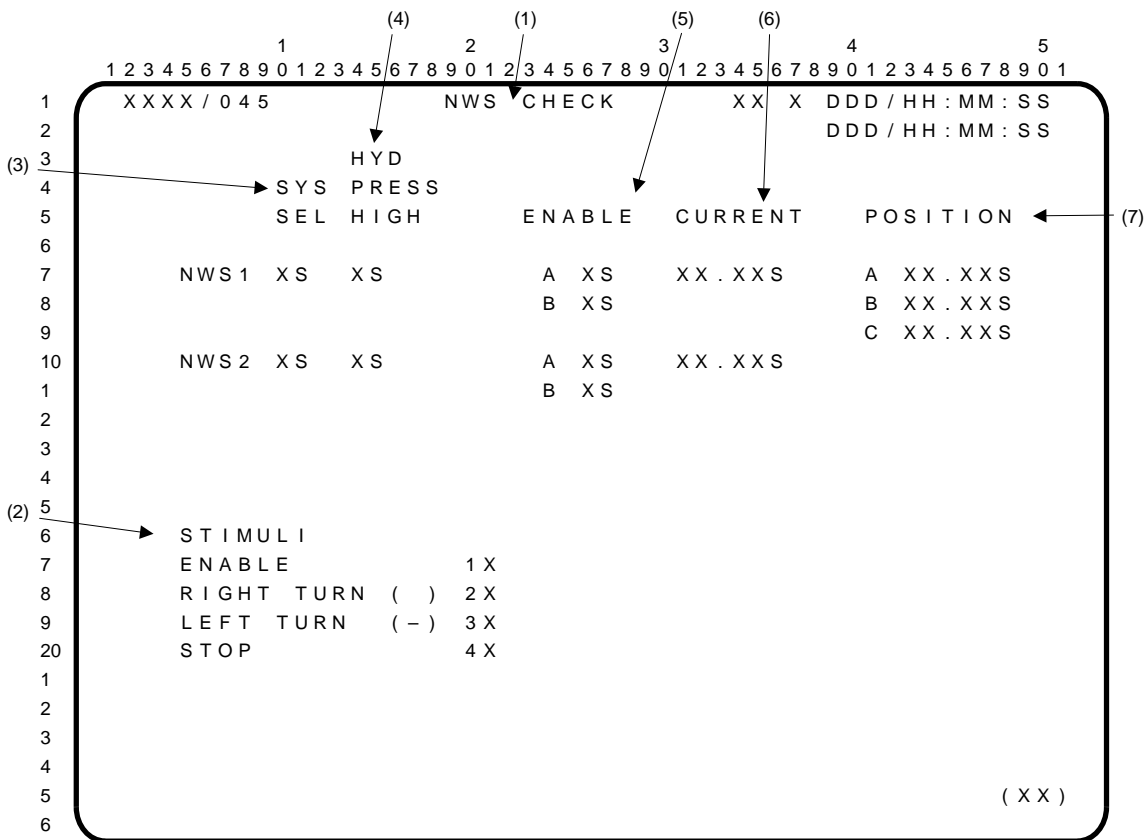 (4) (1) (5) (6)
1 2 3 4 5
1 2 3 4 5 6 7 8 9 0 1 2 3 4 5 6 7 8 9 0 1 2 3 4 5 6 7 8 9 0 1 2 3 4 5 6 7 8 9 0 1 2 3 4 5 6 7 8 9 0 1
1 XXXX/045 NWS CHECK XX X DDD/HH:MM:SS
2 DDD/HH:MM:SS
(3) 3 HYD
4 SYS PRESS
5 SEL HIGH ENABLE CURRENT POSITION (7)
6
7 NWS1 XS XS A XS XX.XXS A XX.XXS
8 B XS B XX.XXS
9 C XX.XXS
10 NWS2 XS XS A XS XX.XXS
1 B XS
2
3
4
(2) 5
6 STIMULI
7 ENABLE 1X
8 RIGHT TURN ( ) 2X
9 LEFT TURN (–) 3X
20 STOP 4X
1
2
3
4
5 (XX)
6